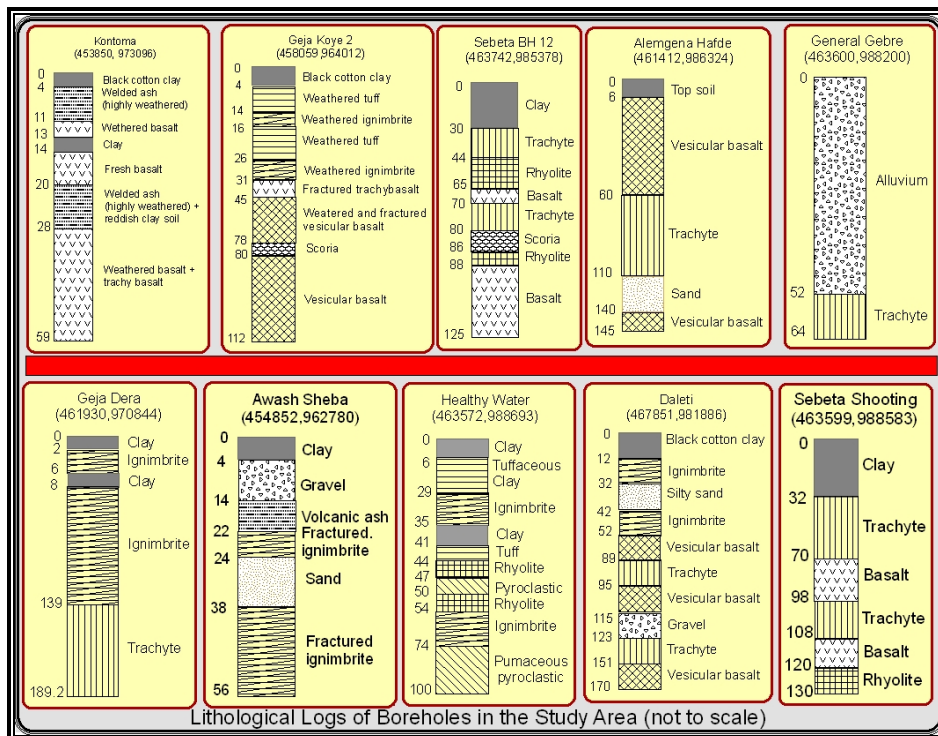 Kontoma
(453850, 973096)
0
Black cotton clay
4
Welded ash
(highly weathered)
11
Wethered basalt
13
Clay
14
Fresh basalt
20
Welded ash
(highly weathered) +
reddish clay soil
28
Weathered basalt +
trachy basalt
59
Geja Koye 2
(458059,964012)
0
Black cotton clay
4
Weathered tuff
14
Weathered ignimbrite
16
Weathered tuff
26
Weathered ignimbrite
31
Fractured trachybasalt
45
Weatered and fractured
vesicular basalt
78
Scoria
80
Vesicular basalt
112
Sebeta BH 12
(463742,985378)
0
Clay
30
Trachyte
44
Rhyolite
65
Basalt
70
Trachyte
80
Scoria
86
Rhyolite
88
Basalt
125
Alemgena Hafde
(461412,986324)
0
Top soil
6
Vesicular basalt
60
Trachyte
110
Sand
140
Vesicular basalt
145
General Gebre
(463600,988200)
0
Alluvium
52
Trachyte
64
Geja Dera
(461930,970844)
0
Clay
2
Ignimbrite
6
Clay
8
Ignimbrite
139
Trachyte
189.2
Awash Sheba
(454852,962780)
0
Clay
4
Gravel
14
Volcanic ash
22
Fractured.
ignimbrite
24
Sand
38
Fractured
ignimbrite
56
Healthy Water
(463572,988693)
0
Clay
6
Tuffaceous
Clay
29
Ignimbrite
35
Clay
41
Tuff
44
Rhyolite
47
Pyroclastic
50
Rhyolite
54
Ignimbrite
74
Pumaceous
pyroclastic
100
Daleti
(467851,981886)
0
Black cotton clay
12
Ignimbrite
32
Silty sand
42
Ignimbrite
52
Vesicular basalt
89
Trachyte
95
Vesicular basalt
115
Gravel
123
Trachyte
151
Vesicular basalt
170
Sebeta Shooting
(463599,988583)
0
Clay
32
Trachyte
70
Basalt
98
Trachyte
108
Basalt
120
Rhyolite
130
Lithological Logs of Boreholes in the Study Area (not to scale)